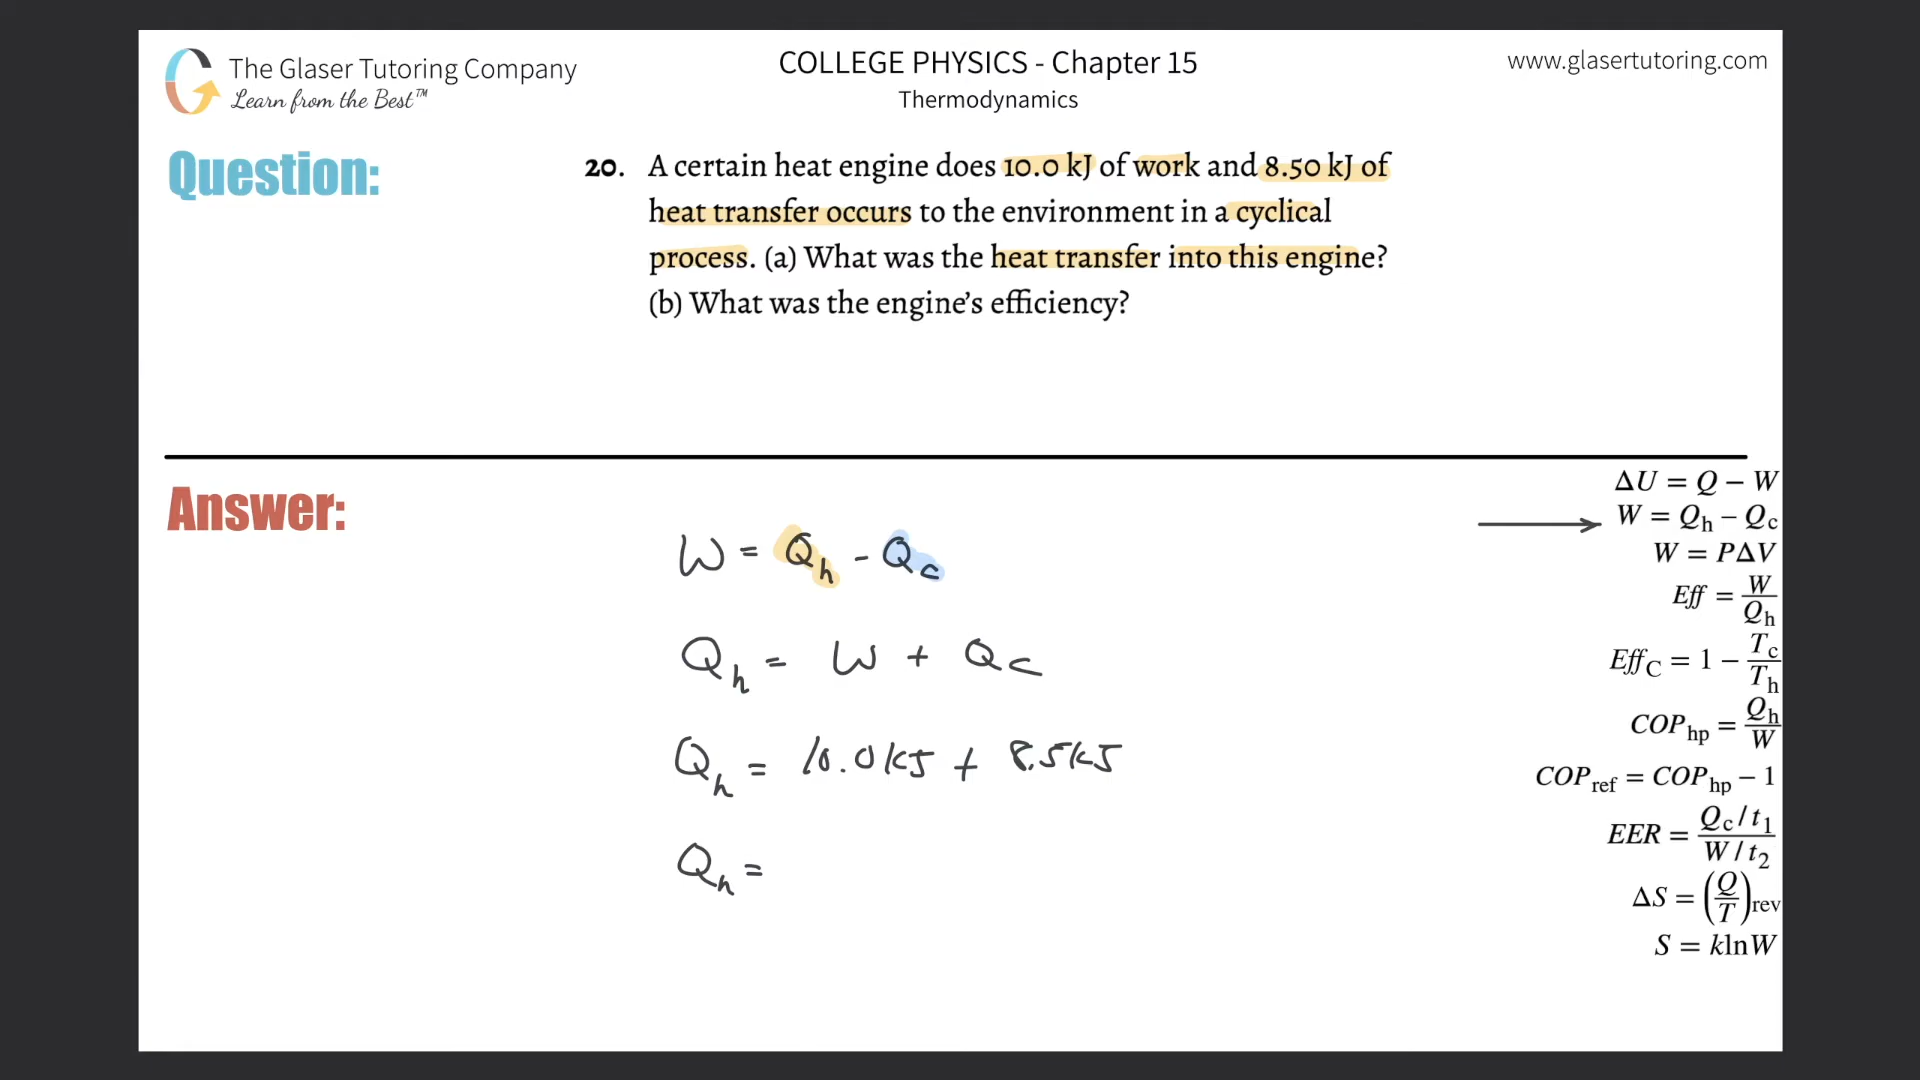 The Glaser Tutoring Company
Learn from the Best™
COLLEGE PHYSICS - Chapter 15
Thermodynamics
www.glasertutoring.com
Question:
20. A certain heat engine does 10.0 kJ of work and 8.50 kJ of
heat transfer occurs to the environment in a cyclical
process. (a) What was the heat transfer into this engine?
(b) What was the engine's efficiency?
Answer:
W = Qh - Qc
Qh = W + Qc
Qh = 10.0 kJ + 8.5 kJ
Qh =
ΔU = Q − W
W = Qh − Qc
W = PΔV
Eff = W/Qh
EffC = 1 − Tc/Th
COPhp = Qh/W
COPref = COPhp − 1
EER = Qc/t1 / W/t2
ΔS = (Q/T)rev
S = klnW